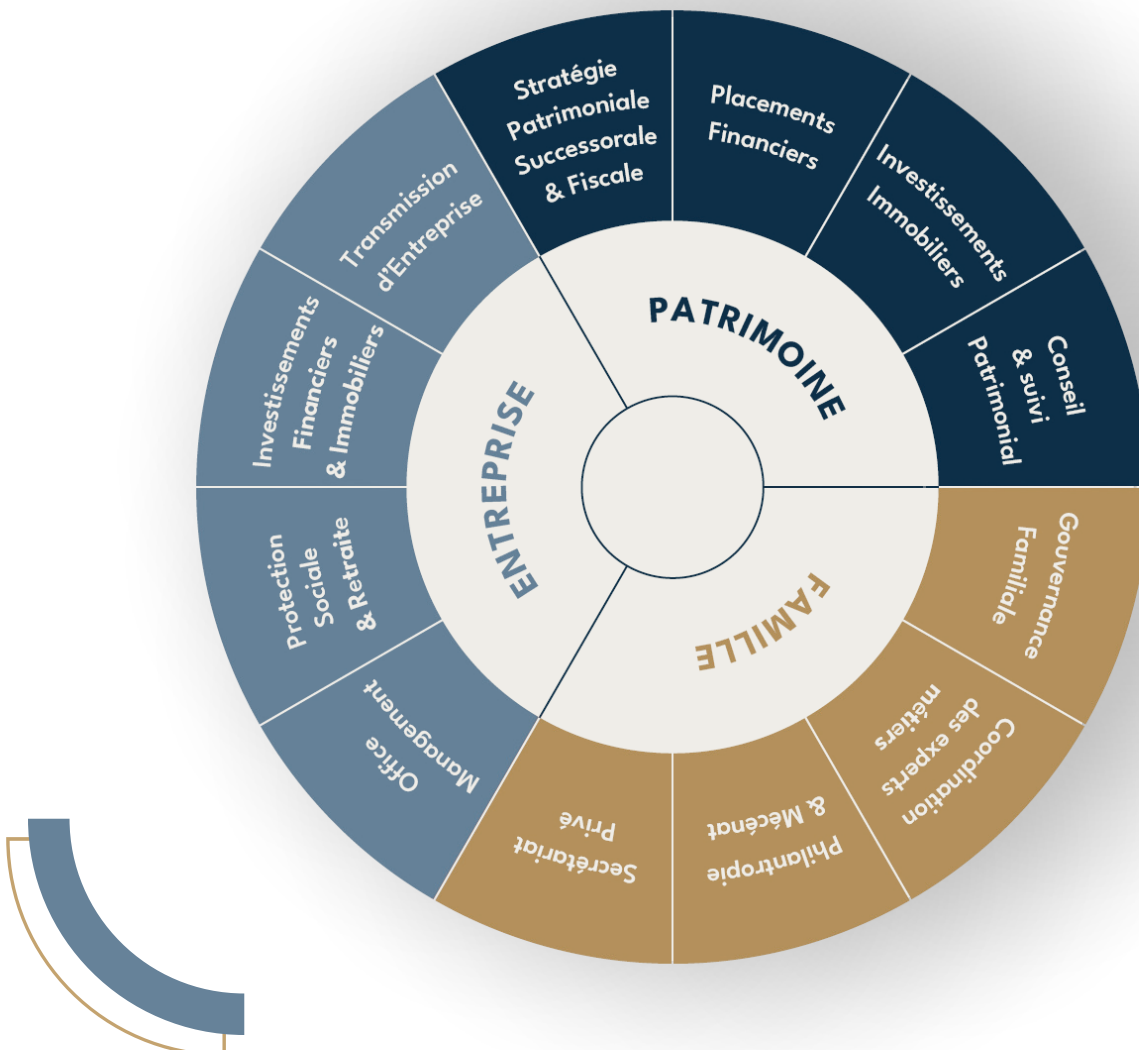 Stratégie
Patrimoniale
Successorale
& Fiscale
Placements
Financiers
Investissements
Immobiliers
Conseil
& suivi
Patrimonial
Gouvernance
Familiale
Coordination
des experts
métiers
Philantropie
& Mécénat
Secrétariat
Privé
Office
Management
Protection
Sociale
& Retraite
Investissements
Financiers
& Immobiliers
Transmission
d'Entreprise
PATRIMOINE
FAMILLE
ENTREPRISE